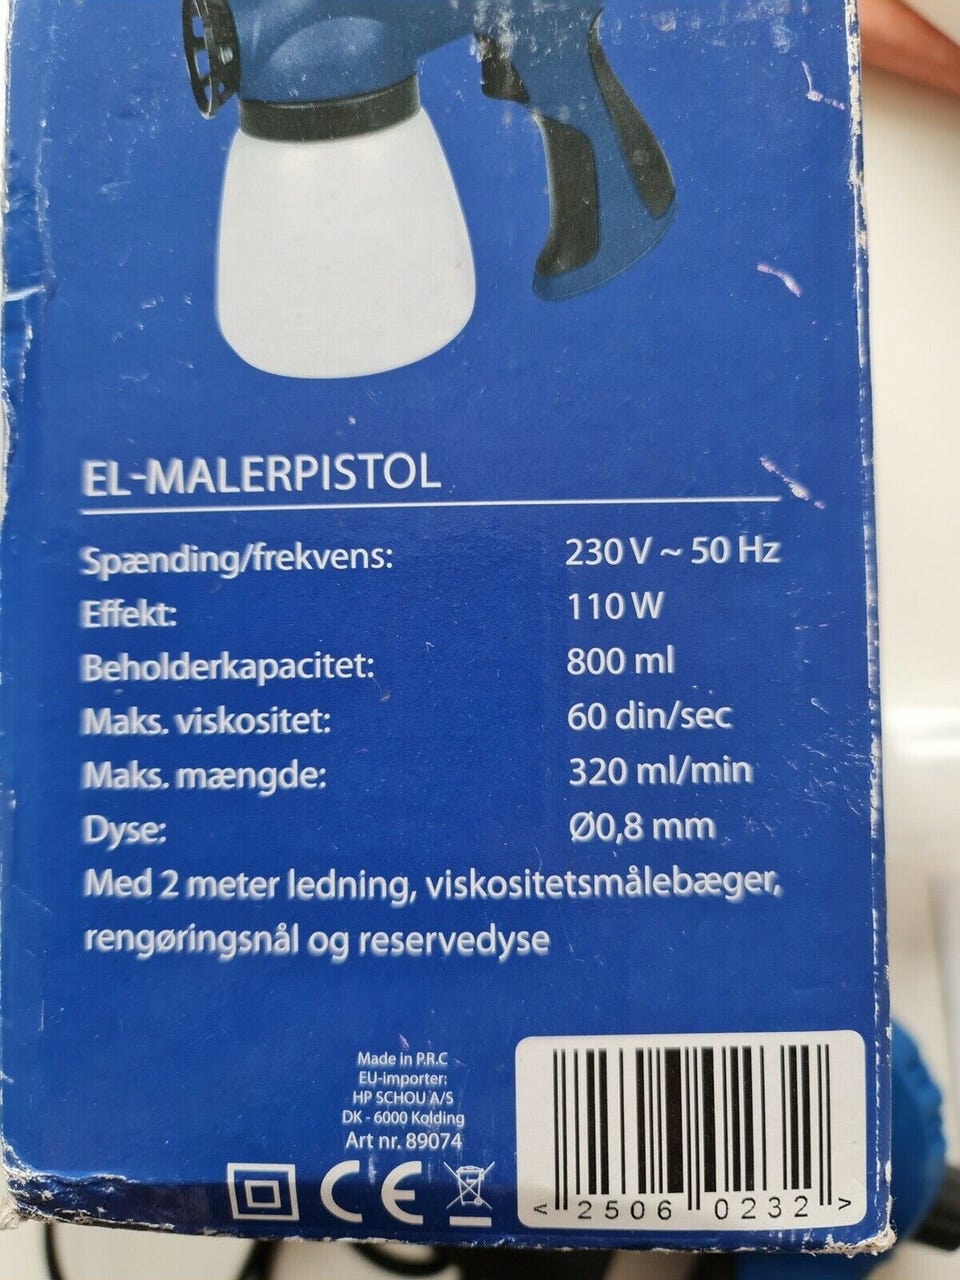 EL-MALERPISTOL
Spænding/frekvens: 230 V ~ 50 Hz
Effekt: 110 W
Beholderkapacitet: 800 ml
Maks. viskositet: 60 din/sec
Maks. mængde: 320 ml/min
Dyse: Ø0,8 mm
Med 2 meter ledning, viskositetsmålebæger,
rengøringsnål og reservedyse
Made in P.R.C
EU-importer:
HP SCHOU A/S
DK - 6000 Kolding
Art nr. 89074
CE
< 2506 0232 >